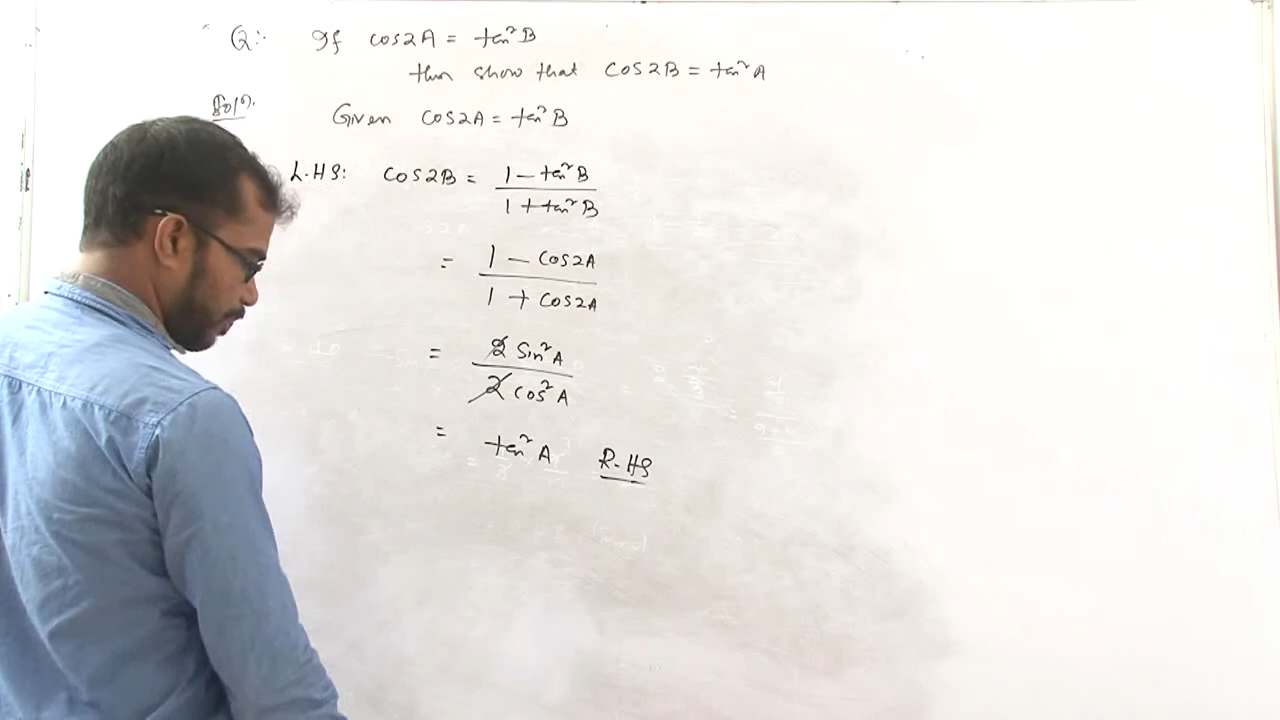 Q:- If cos2A = tan²B
then show that cos2B = tan²A
Soln.
Given cos2A = tan²B
L.HS: cos2B = 1 - tan²B
1 + tan²B
= 1 - cos2A
1 + cos2A
= 2 sin²A
2 cos²A
= tan²A R.HS